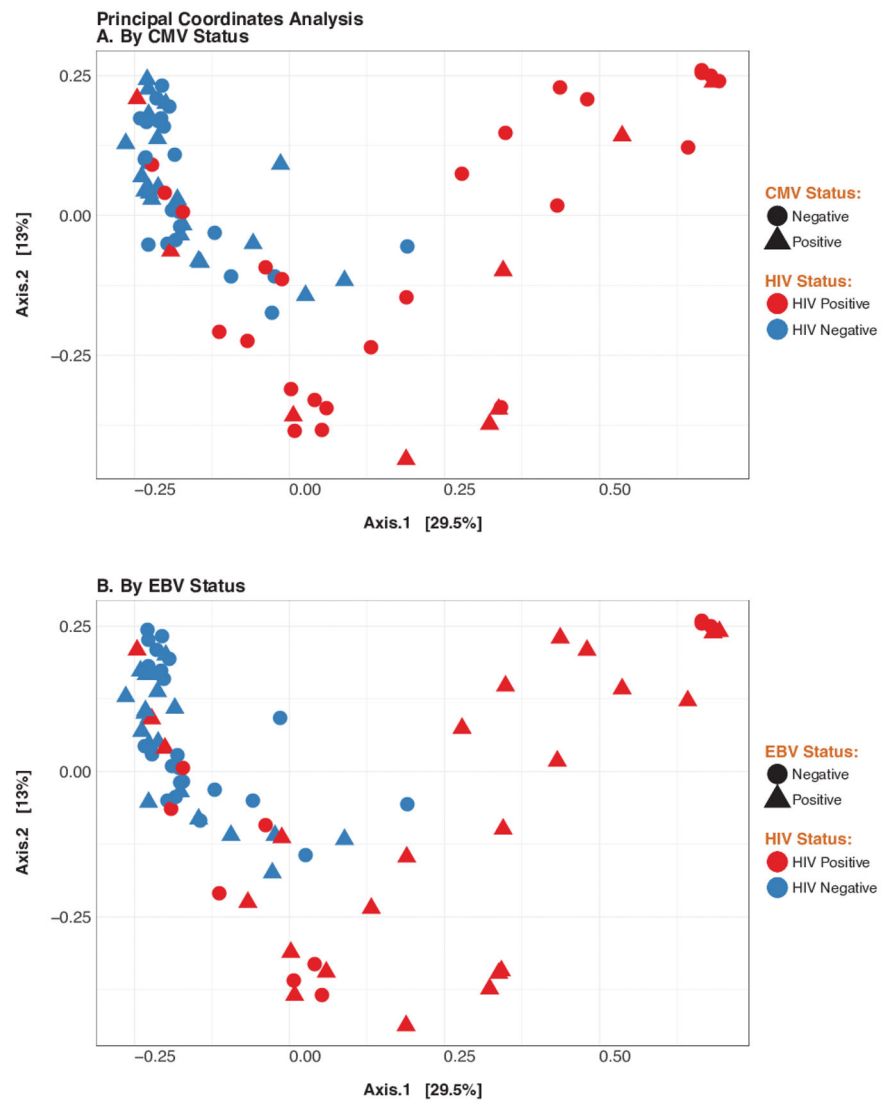 Principal Coordinates Analysis
A. By CMV Status
0.25
0.00
−0.25
Axis.2 [13%]
−0.25 0.00 0.25 0.50
Axis.1 [29.5%]
CMV Status:
Negative
Positive
HIV Status:
HIV Positive
HIV Negative
B. By EBV Status
0.25
0.00
−0.25
Axis.2 [13%]
−0.25 0.00 0.25 0.50
Axis.1 [29.5%]
EBV Status:
Negative
Positive
HIV Status:
HIV Positive
HIV Negative